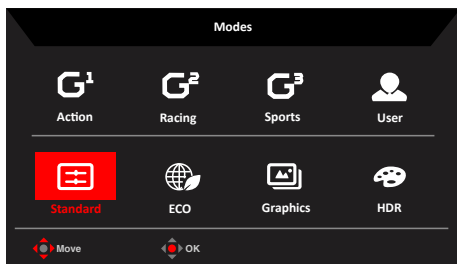 Modes
G1 G2 G3
Action Racing Sports User
Standard ECO Graphics HDR
Move OK